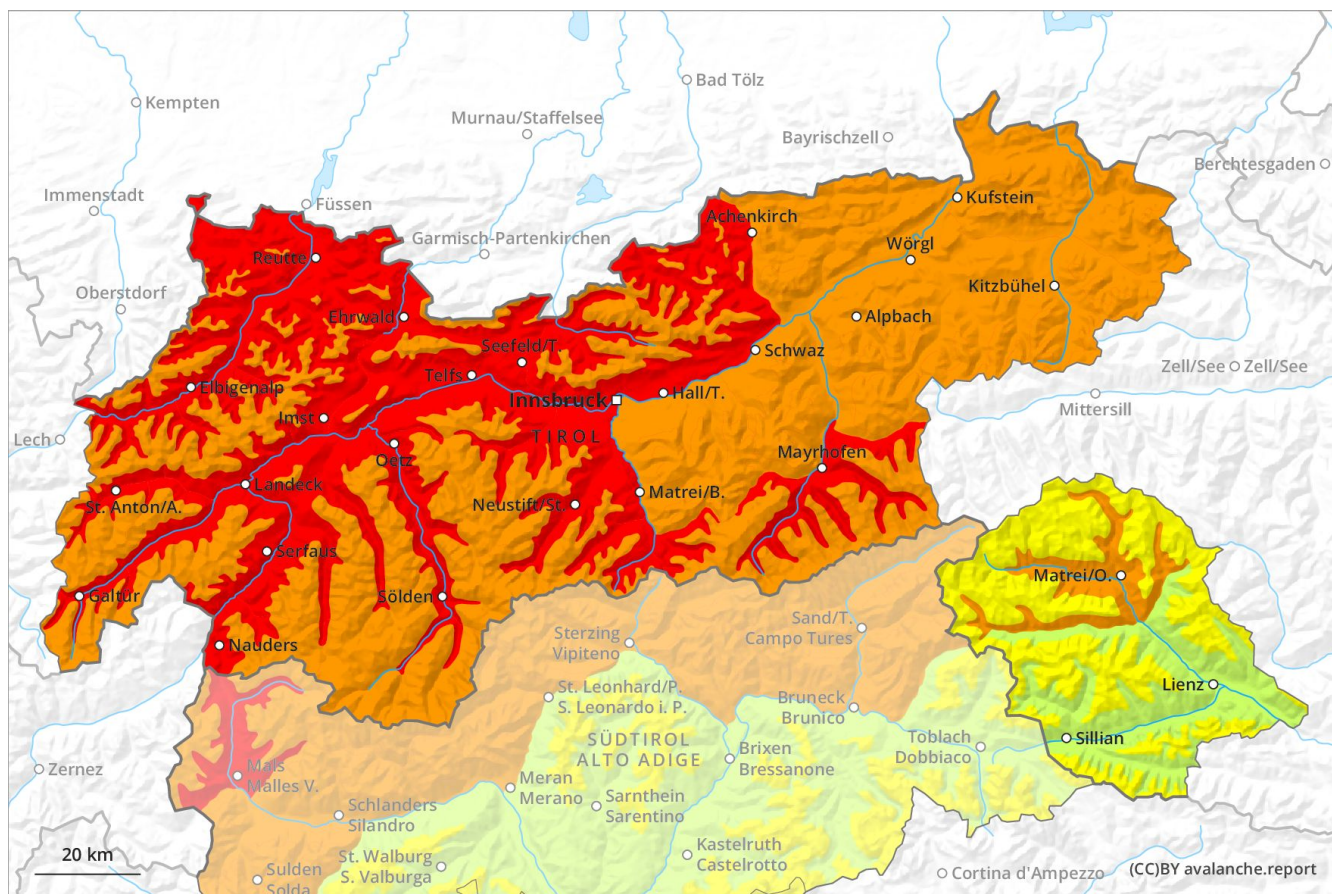 Bad Tölz
Kempten
Murnau/Staffelsee
Bayrischzell
Berchtesgaden
Immenstadt
Füssen
Kufstein
Achenkirch
Garmisch-Partenkirchen
Wörgl
Reutte
Oberstdorf
Kitzbühel
Ehrwald
Alpbach
Seefeld/T.
Schwaz
Telfs
Zell/See
Zell/See
Elbigenalp
Hall/T.
Innsbruck
Mittersill
Imst
Lech
TIROL
Oetz
Mayrhofen
Landeck
St. Anton/A.
Neustift/St.
Matrei/B.
Serfaus
Matrei/O.
Galtür
Sölden
Sand/T.
Campo Tures
Nauders
Sterzing
Vipiteno
Lienz
St. Leonhard/P.
S. Leonardo i. P.
Bruneck
Brunico
SÜDTIROL
ALTO ADIGE
Toblach
Dobbiaco
Sillian
Brixen
Bressanone
Zernez
Mals
Malles V.
Meran
Merano
Sarnthein
Sarentino
Schlanders
Silandro
20 km
Kastelruth
Castelrotto
St. Walburg
S. Valburga
Sulden
Solda
Cortina d'Ampezzo
(CC)BY avalanche.report